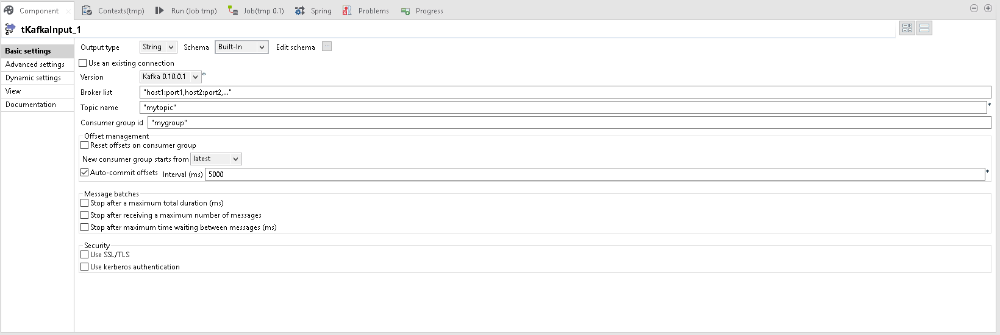 Component Contexts(tmp) Run (Job tmp) Job(tmp 0.1) Spring Problems Progress
tKafkaInput_1
Basic settings
Advanced settings
Dynamic settings
View
Documentation
Output type String Schema Built-In Edit schema ...
Use an existing connection
Version Kafka 0.10.0.1 *
Broker list "host1:port1,host2:port2,..."
Topic name "mytopic" *
Consumer group id "mygroup"
Offset management
Reset offsets on consumer group
New consumer group starts from latest
Auto-commit offsets Interval (ms) 5000 *
Message batches
Stop after a maximum total duration (ms)
Stop after receiving a maximum number of messages
Stop after maximum time waiting between messages (ms)
Security
Use SSL/TLS
Use kerberos authentication